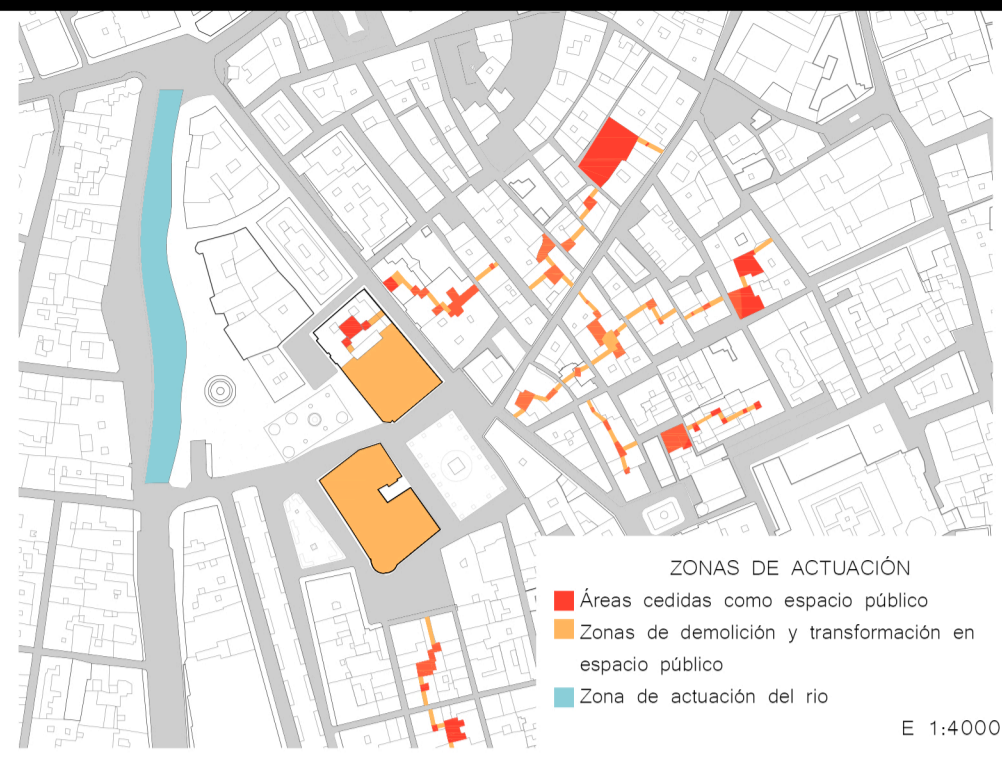 ZONAS DE ACTUACIÓN
Áreas cedidas como espacio público
Zonas de demolición y transformación en
espacio público
Zona de actuación del rio
E 1:4000